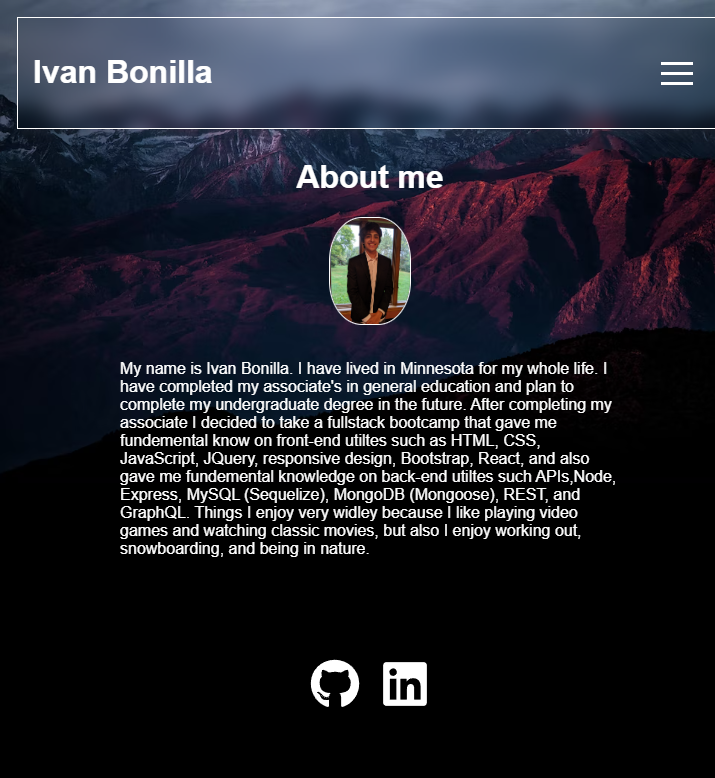 Ivan Bonilla
About me
My name is Ivan Bonilla. I have lived in Minnesota for my whole life. I
have completed my associate's in general education and plan to
complete my undergraduate degree in the future. After completing my
associate I decided to take a fullstack bootcamp that gave me
fundemental know on front-end utiltes such as HTML, CSS,
JavaScript, JQuery, responsive design, Bootstrap, React, and also
gave me fundemental knowledge on back-end utiltes such APIs,Node,
Express, MySQL (Sequelize), MongoDB (Mongoose), REST, and
GraphQL. Things I enjoy very widley because I like playing video
games and watching classic movies, but also I enjoy working out,
snowboarding, and being in nature.
in